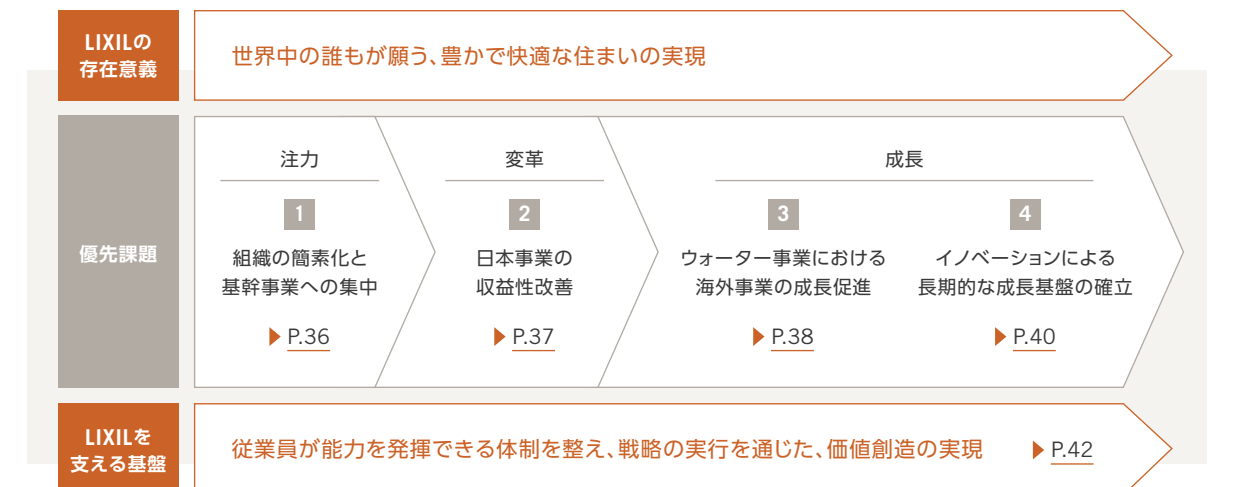 LIXILの
存在意義
世界中の誰もが願う、豊かで快適な住まいの実現
優先課題
注力
1
組織の簡素化と
基幹事業への集中
P.36
変革
2
日本事業の
収益性改善
P.37
成長
3
ウォーター事業における
海外事業の成長促進
P.38
4
イノベーションによる
長期的な成長基盤の確立
P.40
LIXILを
支える基盤
従業員が能力を発揮できる体制を整え、戦略の実行を通じた、価値創造の実現
P.42